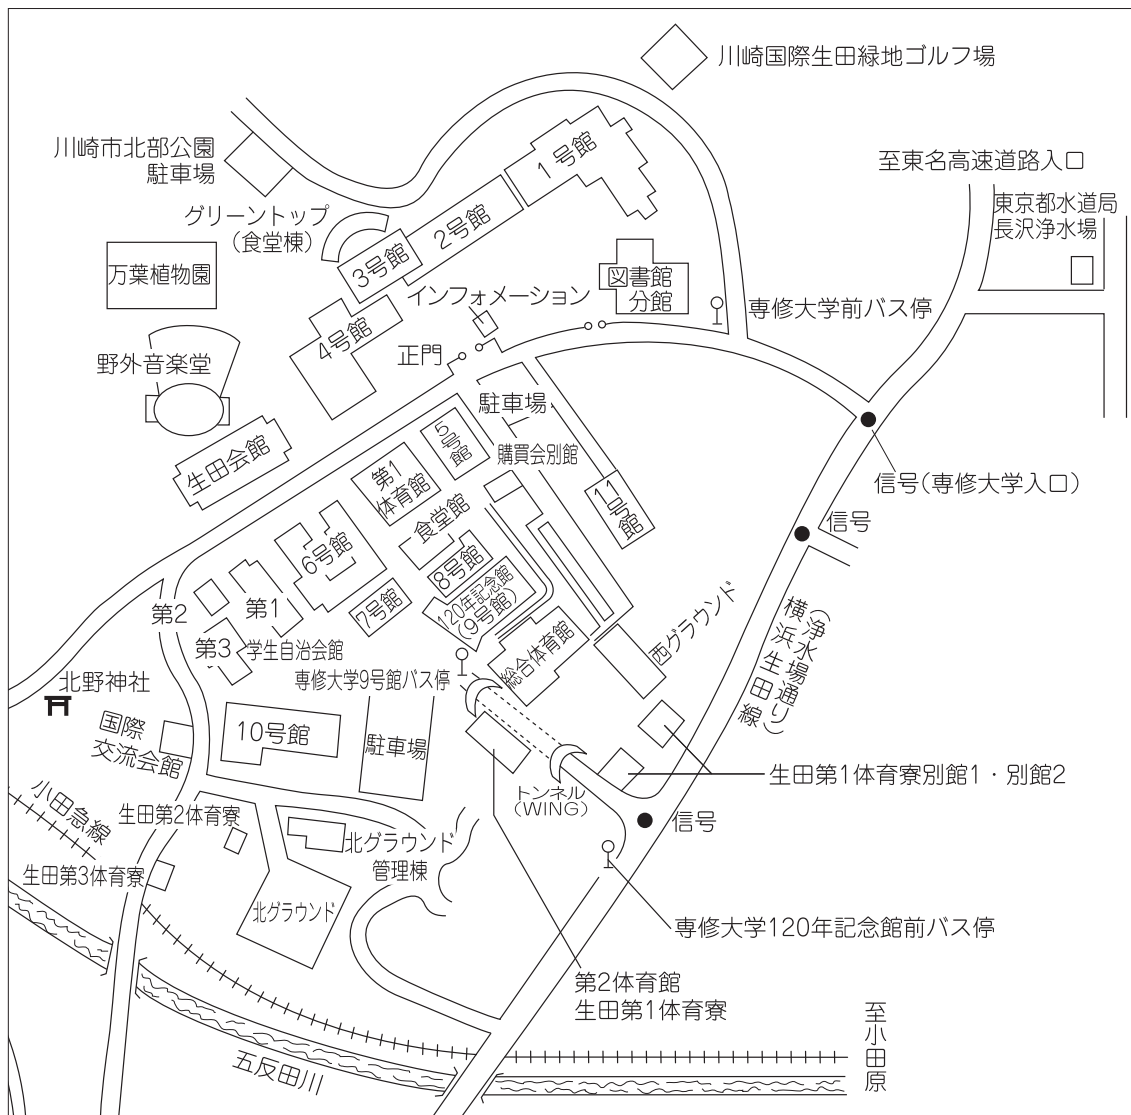 川崎国際生田緑地ゴルフ場
川崎市北部公園
駐車場
至東名高速道路入口
東京都水道局
長沢浄水場
グリーントップ
(食堂棟)
1号館
2号館
3号館
万葉植物園
インフォメーション
図書館
分館
専修大学前バス停
4号館
正門
野外音楽堂
駐車場
生田会館
5号館
購買会別館
第1
体育館
11号館
信号(専修大学入口)
食堂館
信号
6号館
8号館
120年記念館
(9号館)
7号館
第2
第1
第3
学生自治会館
総合体育館
西グラウンド
横浜生田線
(浄水場通り)
専修大学9号館バス停
北野神社
国際
交流会館
10号館
駐車場
生田第1体育寮別館1・別館2
トンネル
(WING)
小田急線
生田第2体育寮
信号
北グラウンド
管理棟
生田第3体育寮
北グラウンド
専修大学120年記念館前バス停
第2体育館
生田第1体育寮
至小田原
五反田川